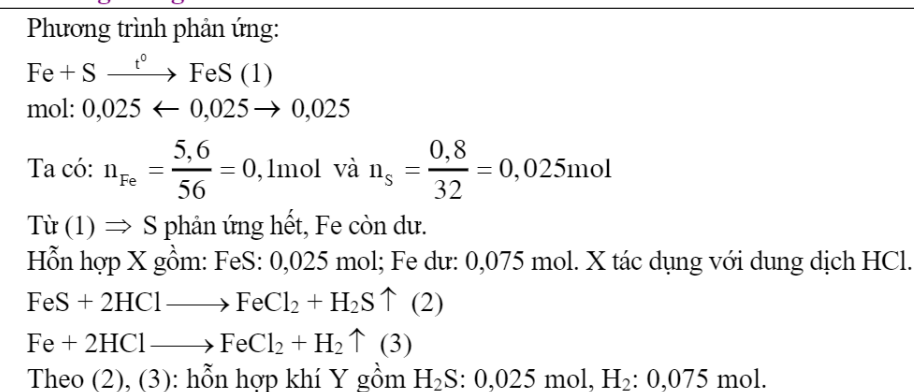 Phương trình phản ứng:
Fe + S —t⁰→ FeS (1)
mol: 0,025 ← 0,025 → 0,025
Ta có: n_Fe = 5,6/56 = 0,1mol và n_S = 0,8/32 = 0,025mol
Từ (1) ⇒ S phản ứng hết, Fe còn dư.
Hỗn hợp X gồm: FeS: 0,025 mol; Fe dư: 0,075 mol. X tác dụng với dung dịch HCl.
FeS + 2HCl ⟶ FeCl₂ + H₂S↑ (2)
Fe + 2HCl ⟶ FeCl₂ + H₂↑ (3)
Theo (2), (3): hỗn hợp khí Y gồm H₂S: 0,025 mol, H₂: 0,075 mol.